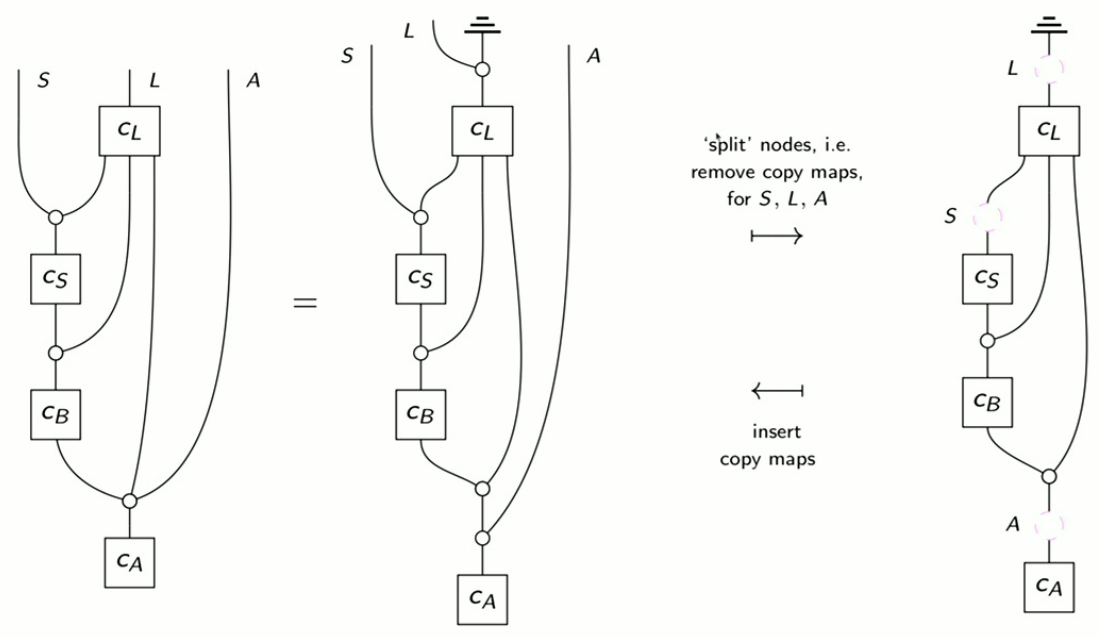 S
L
A
c_L
c_S
c_B
c_A
=
S
L
A
c_L
c_S
c_B
c_A
'split' nodes, i.e.
remove copy maps,
for S, L, A
⟼
⟻
insert
copy maps
L
c_L
S
c_S
c_B
A
c_A